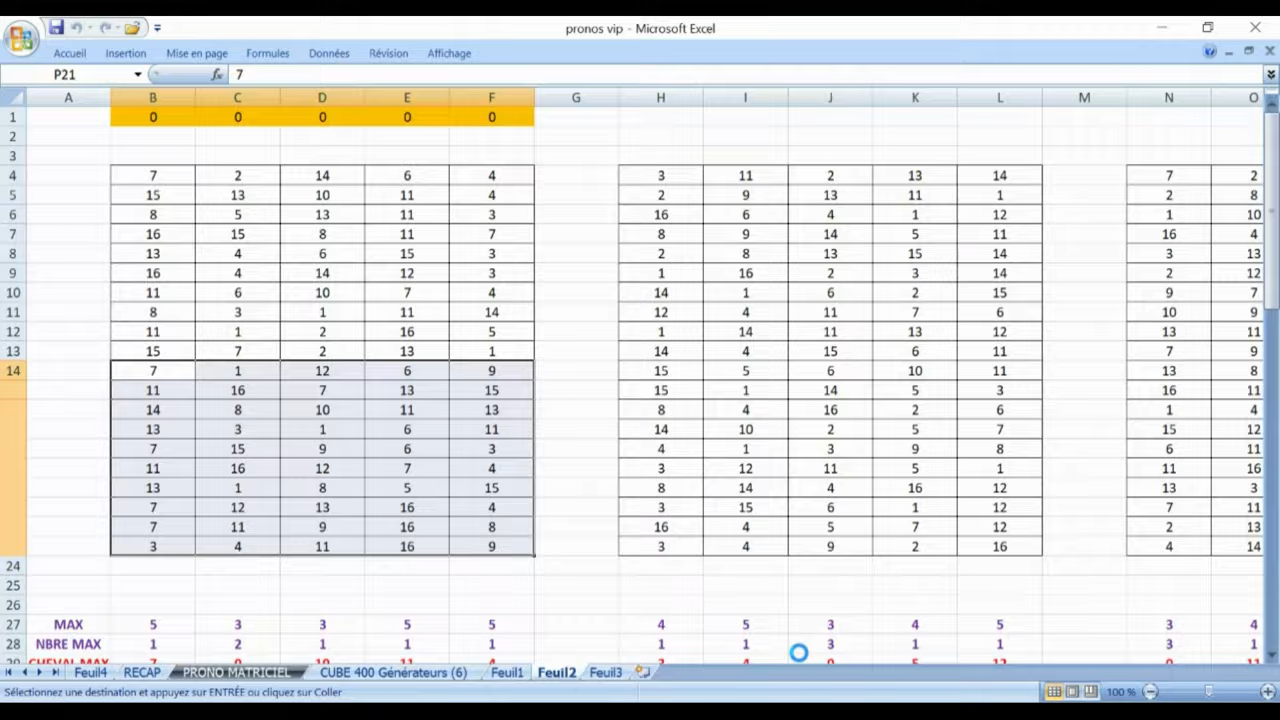 pronos vip - Microsoft Excel
Accueil Insertion Mise en page Formules Données Révision Affichage
P21 fx 7
A B C D E F G H I J K L M N O
1 0 0 0 0 0
2
3
4 7 2 14 6 4 3 11 2 13 14 7 2
5 15 13 10 11 4 2 9 13 11 1 2 8
6 8 5 13 11 3 16 6 4 1 12 1 10
7 16 15 8 11 7 8 9 14 5 11 16 4
8 13 4 6 15 3 2 8 13 15 14 3 13
9 16 4 14 12 3 1 16 2 3 14 2 12
10 11 6 10 7 4 14 1 6 2 15 9 7
11 8 3 1 11 14 12 4 11 7 6 10 9
12 11 1 2 16 5 1 14 11 13 12 13 11
13 15 7 2 13 1 14 4 15 6 11 7 9
14 7 1 12 6 9 15 5 6 10 11 13 8
11 16 7 13 15 15 1 14 5 3 16 11
14 8 10 11 13 8 4 16 2 6 1 4
13 3 1 6 11 14 10 2 5 7 15 12
7 15 9 6 3 4 1 3 9 8 6 11
11 16 12 7 4 3 12 11 5 1 11 16
13 1 8 5 15 8 14 4 16 12 13 3
7 12 13 16 4 3 15 6 1 12 7 11
7 11 9 16 8 16 4 5 7 12 2 13
3 4 11 16 9 3 4 9 2 16 4 14
24
25
26
27 MAX 5 3 3 5 5 4 5 3 4 5 3 4
28 NBRE MAX 1 2 1 1 1 1 1 3 1 1 3 1
Feuil4 RECAP PRONO MATRICIEL CUBE 400 Générateurs (6) Feuil1 Feuil2 Feuil3
Sélectionnez une destination et appuyez sur ENTRÉE ou cliquez sur Coller 100 %